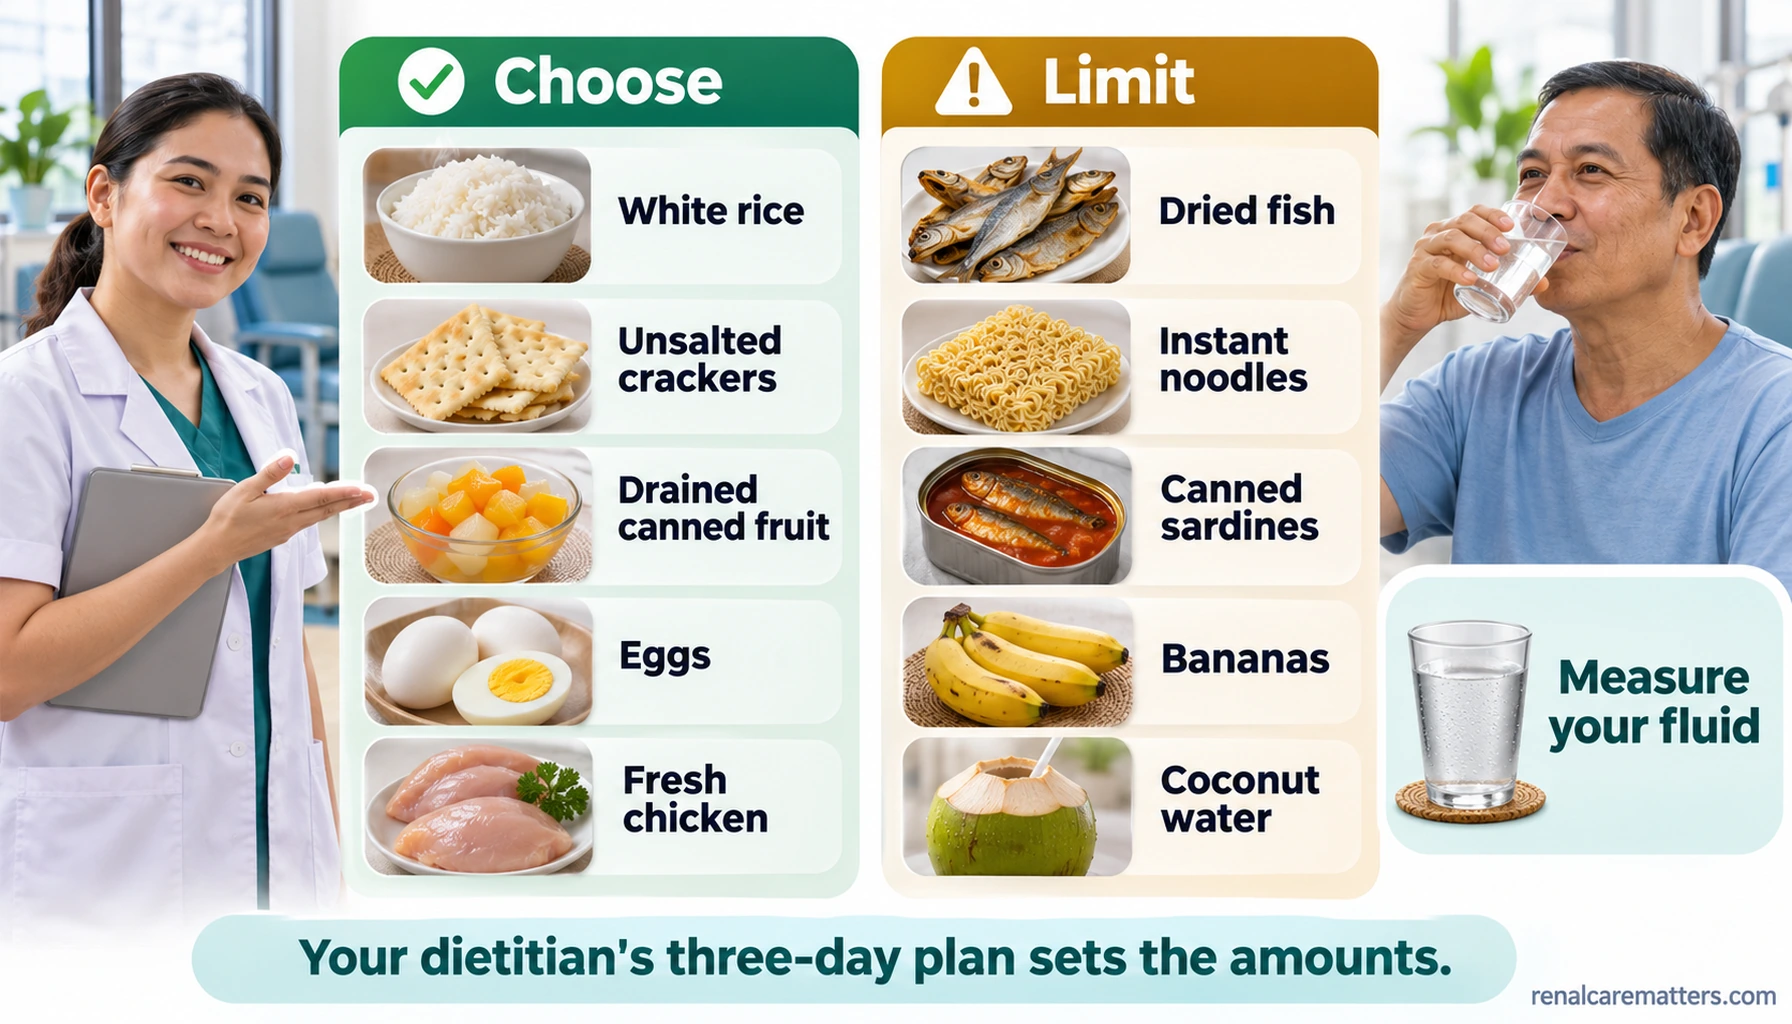 Choose
White rice
Unsalted
crackers
Drained
canned fruit
Eggs
Fresh
chicken
Limit
Dried fish
Instant
noodles
Canned
sardines
Bananas
Coconut
water
Measure
your fluid
Your dietitian's three-day plan sets the amounts.
renalcarematters.com